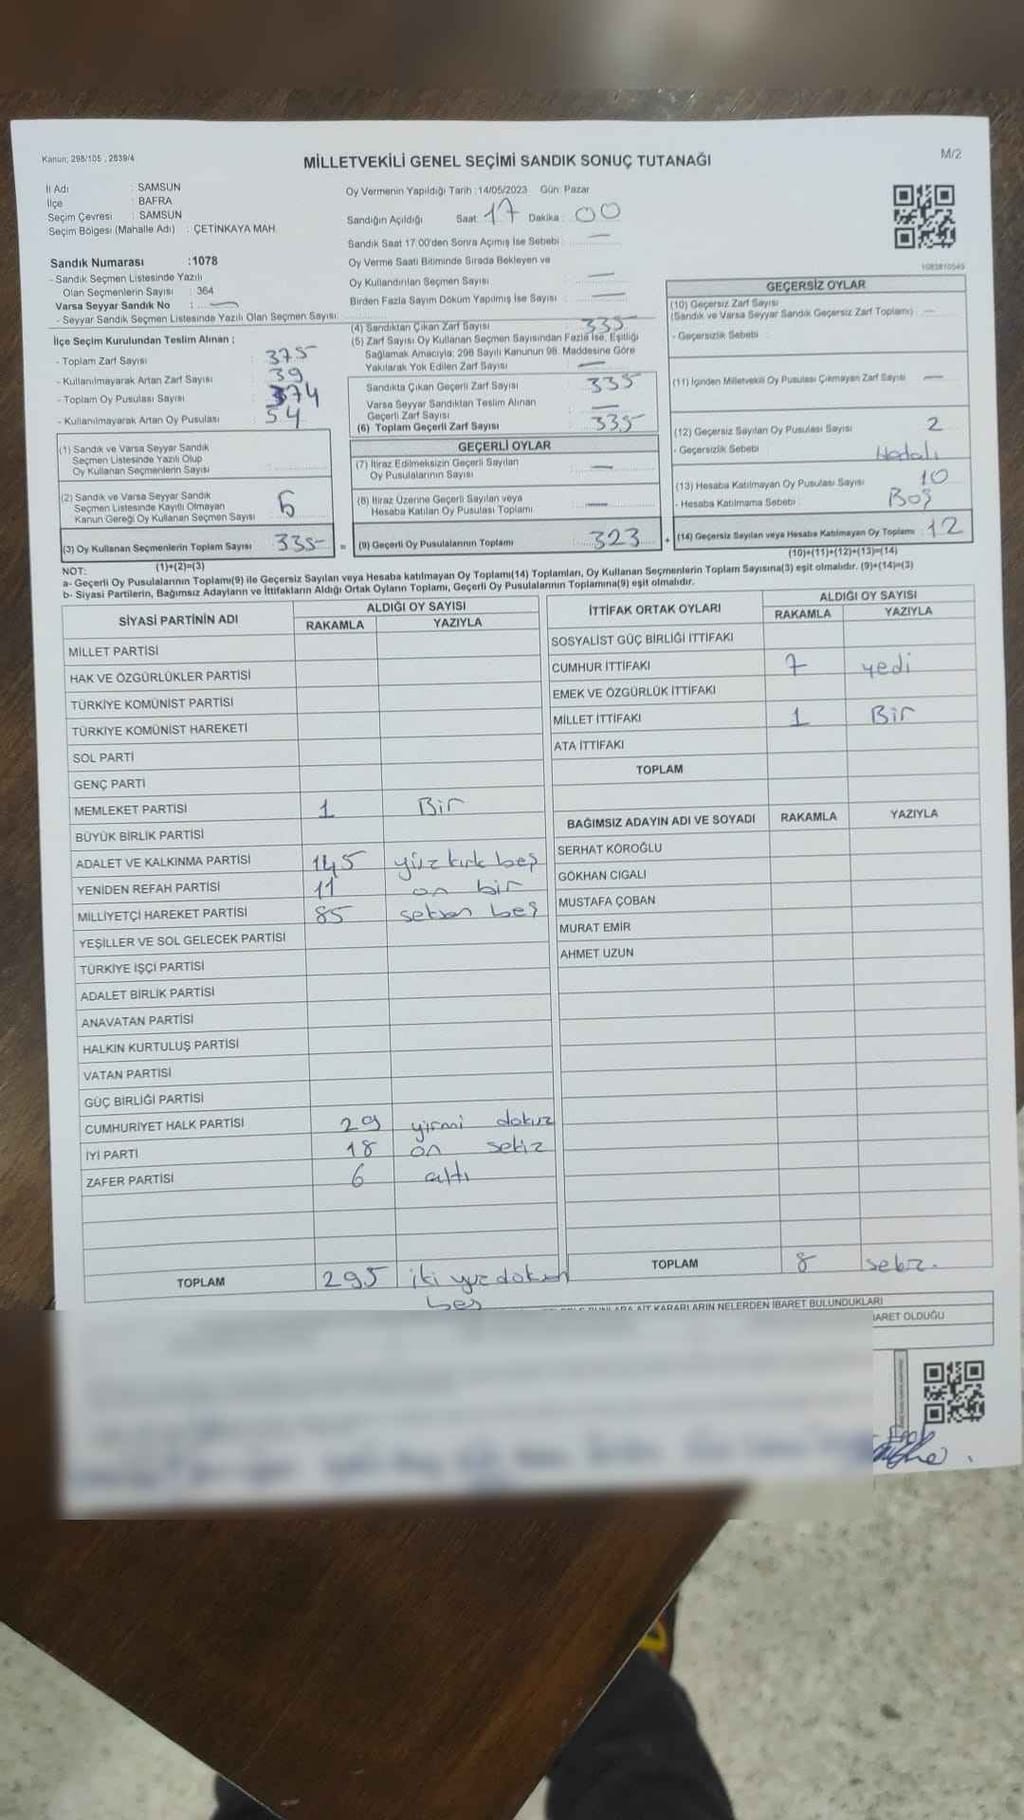 Kanun: 298/105 , 2839/4
MİLLETVEKİLİ GENEL SEÇİMİ SANDIK SONUÇ TUTANAĞI
M/2
İl Adı : SAMSUN
İlçe : BAFRA
Seçim Çevresi : SAMSUN
Seçim Bölgesi (Mahalle Adı) : ÇETİNKAYA MAH.
Oy Vermenin Yapıldığı Tarih :14/05/2023 Gün: Pazar
Sandığın Açıldığı Saat 17 Dakika : 00
Sandık Saat 17:00'den Sonra Açımış İse Sebebi : —
Oy Verme Saati Bitiminde Sırada Bekleyen ve
Oy Kullandırılan Seçmen Sayısı : —
Birden Fazla Sayım Döküm Yapılmış İse Sayısı : —
Sandık Numarası :1078
- Sandık Seçmen Listesinde Yazılı
Olan Seçmenlerin Sayısı : 364
Varsa Seyyar Sandık No : —
- Seyyar Sandık Seçmen Listesinde Yazılı Olan Seçmen Sayısı:
İlçe Seçim Kurulundan Teslim Alınan ;
- Toplam Zarf Sayısı 375
- Kullanılmayarak Artan Zarf Sayısı 39
- Toplam Oy Pusulası Sayısı 374
- Kullanılmayarak Artan Oy Pusulası 54
(1) Sandık ve Varsa Seyyar Sandık
Seçmen Listesinde Yazılı Olup
Oy Kullanan Seçmenlerin Sayısı
(2) Sandık ve Varsa Seyyar Sandık
Seçmen Listesinde Kayıtlı Olmayan
Kanun Gereği Oy Kullanan Seçmen Sayısı
(3) Oy Kullanan Seçmenlerin Toplam Sayısı 335
(1)+(2)=(3)
(4) Sandıktan Çıkan Zarf Sayısı 335
(5) Zarf Sayısı Oy Kullanan Seçmen Sayısından Fazla İse, Eşitliği
Sağlamak Amacıyla; 298 Sayılı Kanunun 98. Maddesine Göre
Yakılarak Yok Edilen Zarf Sayısı : —
Sandıkta Çıkan Geçerli Zarf Sayısı 335
Varsa Seyyar Sandıktan Teslim Alınan
Geçerli Zarf Sayısı —
(6) Toplam Geçerli Zarf Sayısı 335
GEÇERLİ OYLAR
(7) İtiraz Edilmeksizin Geçerli Sayılan
Oy Pusulalarının Sayısı —
(8) İtiraz Üzerine Geçerli Sayılan veya
Hesaba Katılan Oy Pusulası Toplamı —
= (9) Geçerli Oy Pusulalarının Toplamı 323
1083810549
GEÇERSİZ OYLAR
(10) Geçersiz Zarf Sayısı
(Sandık ve Varsa Seyyar Sandık Geçersiz Zarf Toplamı) —
- Geçersizlik Sebebi :
(11) İçinden Milletvekili Oy Pusulası Çıkmayan Zarf Sayısı —
(12) Geçersiz Sayılan Oy Pusulası Sayısı 2
- Geçersizlik Sebebi Hatalı
(13) Hesaba Katılmayan Oy Pusulası Sayısı 10
- Hesaba Katılmama Sebebi : Boş
+ (14) Geçersiz Sayılan veya Hesaba Katılmayan Oy Toplamı 12
(10)+(11)+(12)+(13)=(14)
NOT:
a- Geçerli Oy Pusulalarının Toplamı(9) ile Geçersiz Sayılan veya Hesaba katılmayan Oy Toplamı(14) Toplamları, Oy Kullanan Seçmenlerin Toplam Sayısına(3) eşit olmalıdır. (9)+(14)=(3)
b- Siyasi Partilerin, Bağımsız Adayların ve İttifakların Aldığı Ortak Oyların Toplamı, Geçerli Oy Pusulalarının Toplamına(9) eşit olmalıdır.
SİYASİ PARTİNİN ADI ALDIĞI OY SAYISI
RAKAMLA YAZIYLA
MİLLET PARTİSİ
HAK VE ÖZGÜRLÜKLER PARTİSİ
TÜRKİYE KOMÜNİST PARTİSİ
TÜRKİYE KOMÜNİST HAREKETİ
SOL PARTİ
GENÇ PARTİ
MEMLEKET PARTİSİ 1 Bir
BÜYÜK BİRLİK PARTİSİ
ADALET VE KALKINMA PARTİSİ 145 yüz kırk beş
YENİDEN REFAH PARTİSİ 11 on bir
MİLLİYETÇİ HAREKET PARTİSİ 85 seksen beş
YEŞİLLER VE SOL GELECEK PARTİSİ
TÜRKİYE İŞÇİ PARTİSİ
ADALET BİRLİK PARTİSİ
ANAVATAN PARTİSİ
HALKIN KURTULUŞ PARTİSİ
VATAN PARTİSİ
GÜÇ BİRLİĞİ PARTİSİ
CUMHURİYET HALK PARTİSİ 29 yirmi dokuz
İYİ PARTİ 18 on sekiz
ZAFER PARTİSİ 6 altı
TOPLAM 295 iki yüz doksan
beş
İTTİFAK ORTAK OYLARI ALDIĞI OY SAYISI
RAKAMLA YAZIYLA
SOSYALİST GÜÇ BİRLİĞİ İTTİFAKI
CUMHUR İTTİFAKI 7 yedi
EMEK VE ÖZGÜRLÜK İTTİFAKI
MİLLET İTTİFAKI 1 Bir
ATA İTTİFAKI
TOPLAM
BAĞIMSIZ ADAYIN ADI VE SOYADI RAKAMLA YAZIYLA
SERHAT KÖROĞLU
GÖKHAN CIGALI
MUSTAFA ÇOBAN
MURAT EMİR
AHMET UZUN
TOPLAM 8 sekiz.
AİT KARARLARIN NELERDEN İBARET BULUNDUKLARI
İBARET OLDUĞU